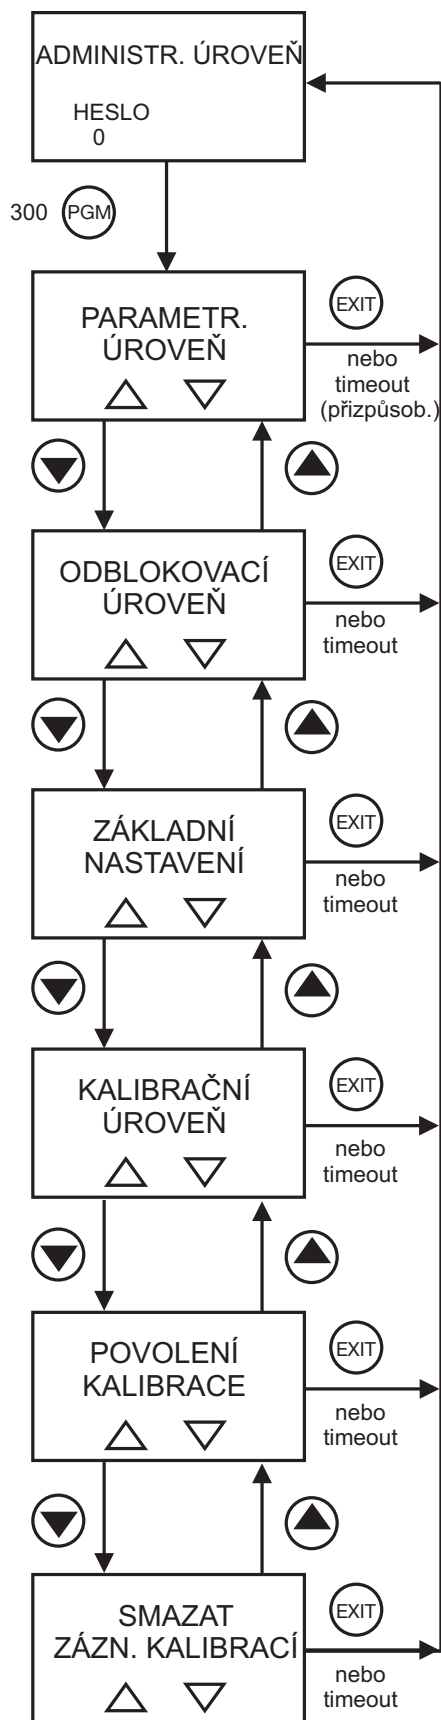 ADMINISTR. ÚROVEŇ
HESLO
0
300 PGM
PARAMETR.
ÚROVEŇ
EXIT
nebo
timeout
(přizpůsob.)
ODBLOKOVACÍ
ÚROVEŇ
EXIT
nebo
timeout
ZÁKLADNÍ
NASTAVENÍ
EXIT
nebo
timeout
KALIBRAČNÍ
ÚROVEŇ
EXIT
nebo
timeout
POVOLENÍ
KALIBRACE
EXIT
nebo
timeout
SMAZAT
ZÁZN. KALIBRACÍ
EXIT
nebo
timeout